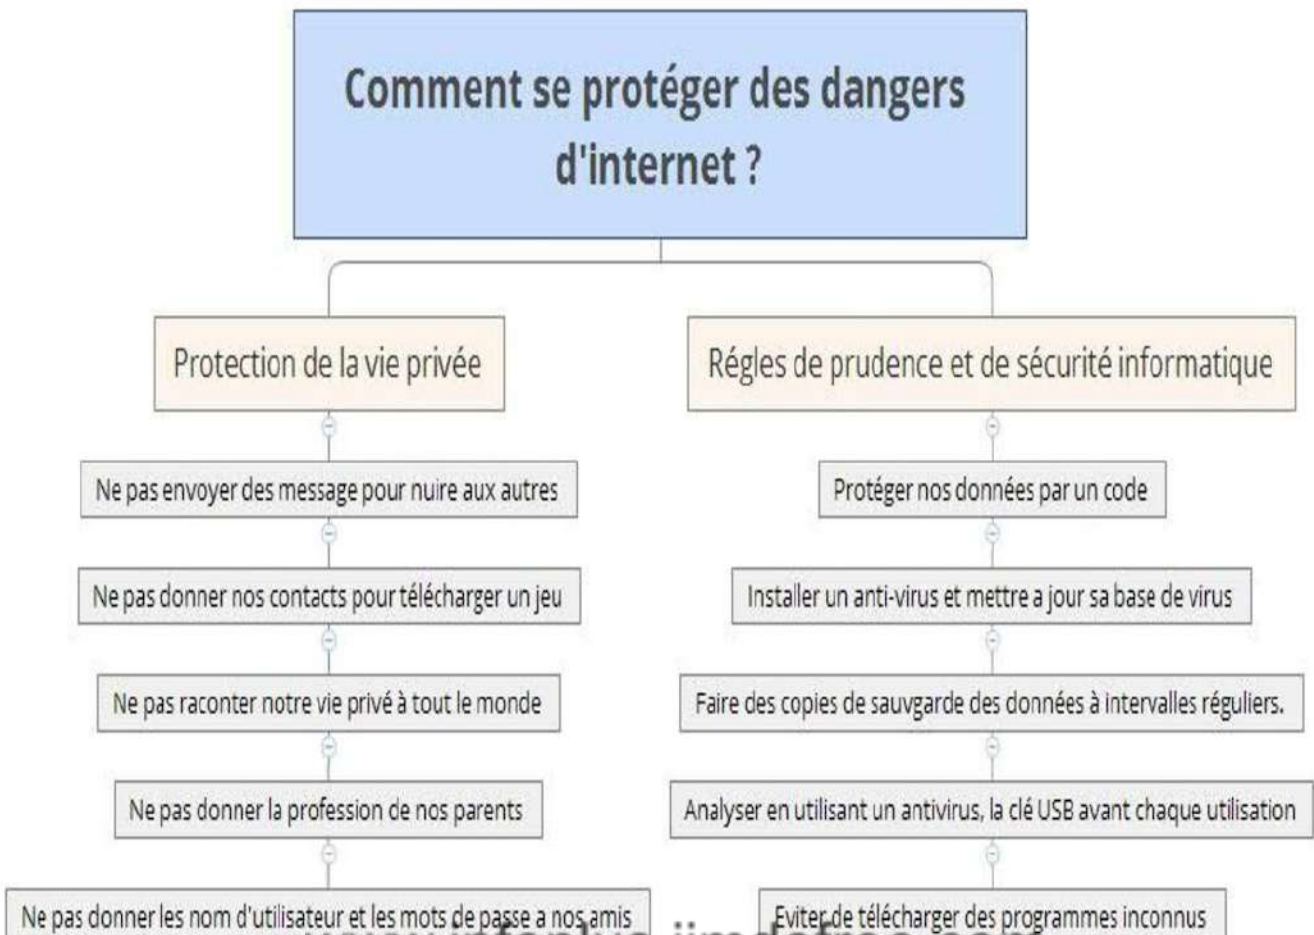 Comment se protéger des dangers
d'internet ?
Protection de la vie privée
Ne pas envoyer des message pour nuire aux autres
Ne pas donner nos contacts pour télécharger un jeu
Ne pas raconter notre vie privé à tout le monde
Ne pas donner la profession de nos parents
Ne pas donner les nom d'utilisateur et les mots de passe a nos amis
Régles de prudence et de sécurité informatique
Protéger nos données par un code
Installer un anti-virus et mettre a jour sa base de virus
Faire des copies de sauvgarde des données à intervalles réguliers.
Analyser en utilisant un antivirus, la clé USB avant chaque utilisation
Eviter de télécharger des programmes inconnus